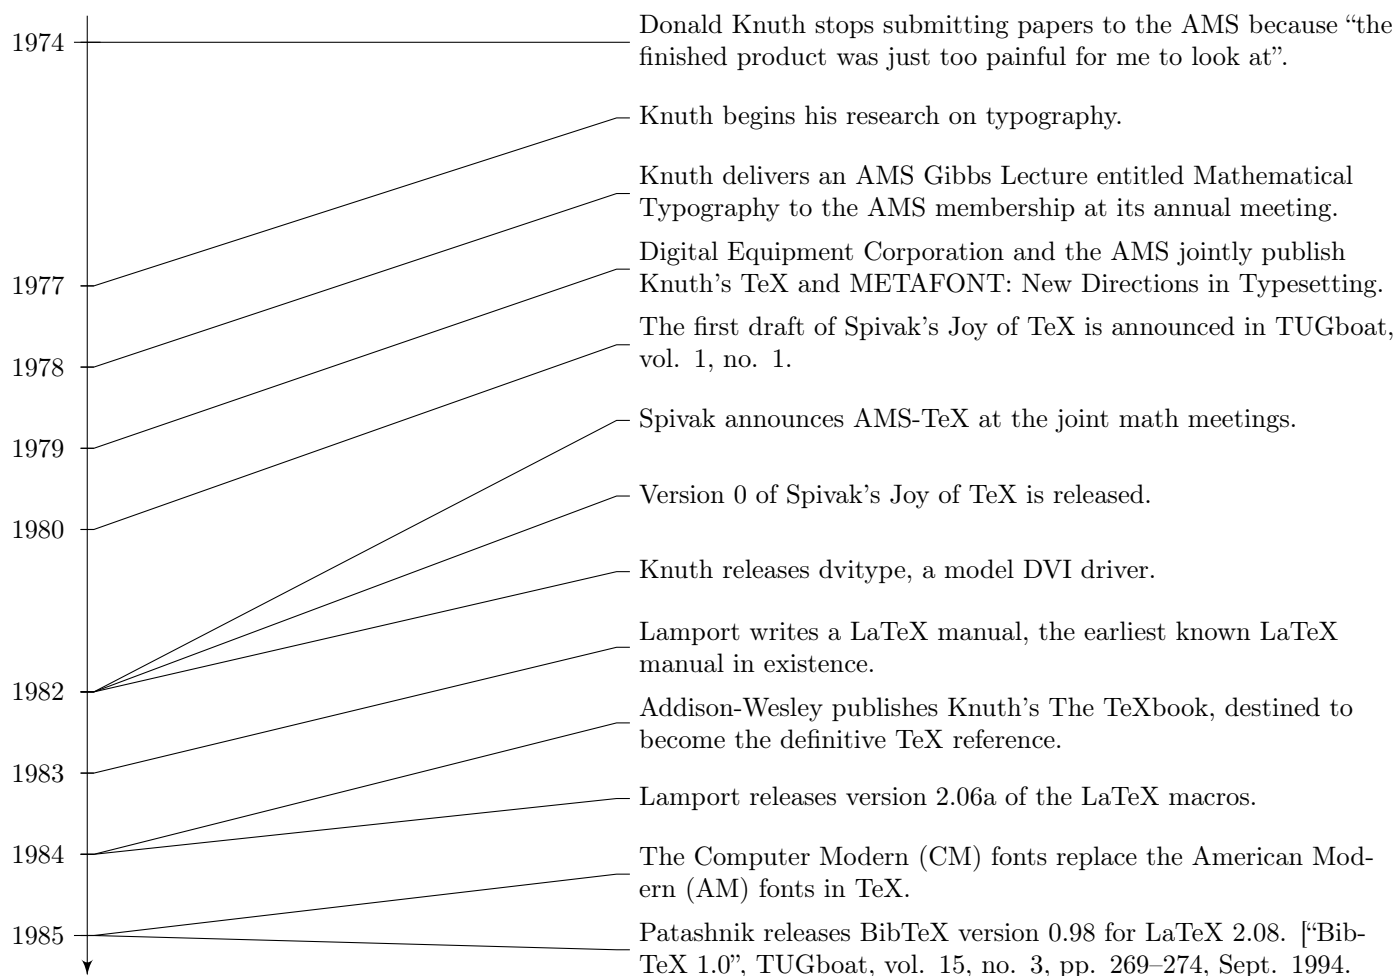 1974
Donald Knuth stops submitting papers to the AMS because “the
finished product was just too painful for me to look at”.
Knuth begins his research on typography.
Knuth delivers an AMS Gibbs Lecture entitled Mathematical
Typography to the AMS membership at its annual meeting.
Digital Equipment Corporation and the AMS jointly publish
Knuth’s TeX and METAFONT: New Directions in Typesetting.
1977
The first draft of Spivak’s Joy of TeX is announced in TUGboat,
vol. 1, no. 1.
1978
Spivak announces AMS-TeX at the joint math meetings.
1979
Version 0 of Spivak’s Joy of TeX is released.
1980
Knuth releases dvitype, a model DVI driver.
Lamport writes a LaTeX manual, the earliest known LaTeX
manual in existence.
1982
Addison-Wesley publishes Knuth’s The TeXbook, destined to
become the definitive TeX reference.
1983
Lamport releases version 2.06a of the LaTeX macros.
1984
The Computer Modern (CM) fonts replace the American Mod-
ern (AM) fonts in TeX.
1985
Patashnik releases BibTeX version 0.98 for LaTeX 2.08. [“Bib-
TeX 1.0”, TUGboat, vol. 15, no. 3, pp. 269–274, Sept. 1994.